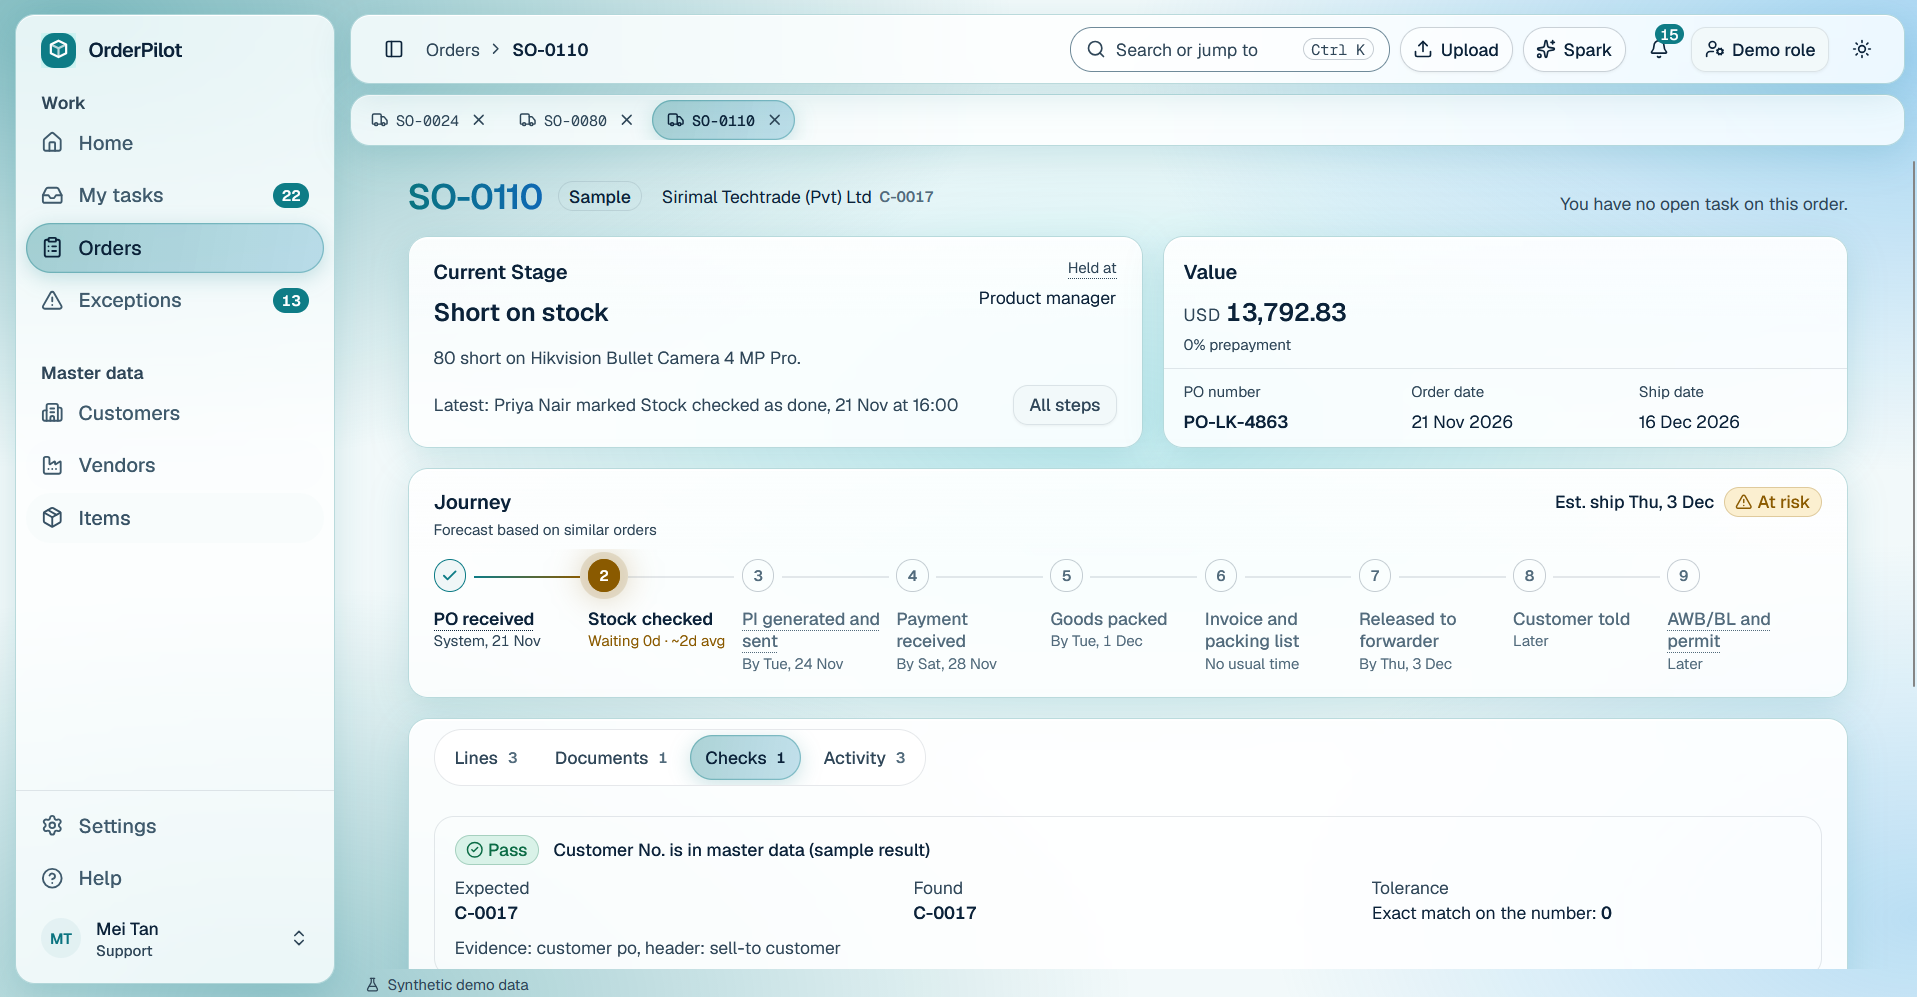 OrderPilot
Work
Home
My tasks 22
Orders
Exceptions 13
Master data
Customers
Vendors
Items
Settings
Help
MT Mei Tan
Support
Orders > SO-0110
Search or jump to Ctrl K
Upload
Spark
15
Demo role
SO-0024
SO-0080
SO-0110
SO-0110 Sample Sirimal Techtrade (Pvt) Ltd C-0017
You have no open task on this order.
Current Stage
Held at
Product manager
Short on stock
80 short on Hikvision Bullet Camera 4 MP Pro.
Latest: Priya Nair marked Stock checked as done, 21 Nov at 16:00
All steps
Value
USD 13,792.83
0% prepayment
PO number
PO-LK-4863
Order date
21 Nov 2026
Ship date
16 Dec 2026
Journey
Forecast based on similar orders
Est. ship Thu, 3 Dec At risk
PO received
System, 21 Nov
2
Stock checked
Waiting 0d · ~2d avg
3
PI generated and
sent
By Tue, 24 Nov
4
Payment
received
By Sat, 28 Nov
5
Goods packed
By Tue, 1 Dec
6
Invoice and
packing list
No usual time
7
Released to
forwarder
By Thu, 3 Dec
8
Customer told
Later
9
AWB/BL and
permit
Later
Lines 3
Documents 1
Checks 1
Activity 3
Pass Customer No. is in master data (sample result)
Expected
C-0017
Found
C-0017
Tolerance
Exact match on the number: 0
Evidence: customer po, header: sell-to customer
Synthetic demo data